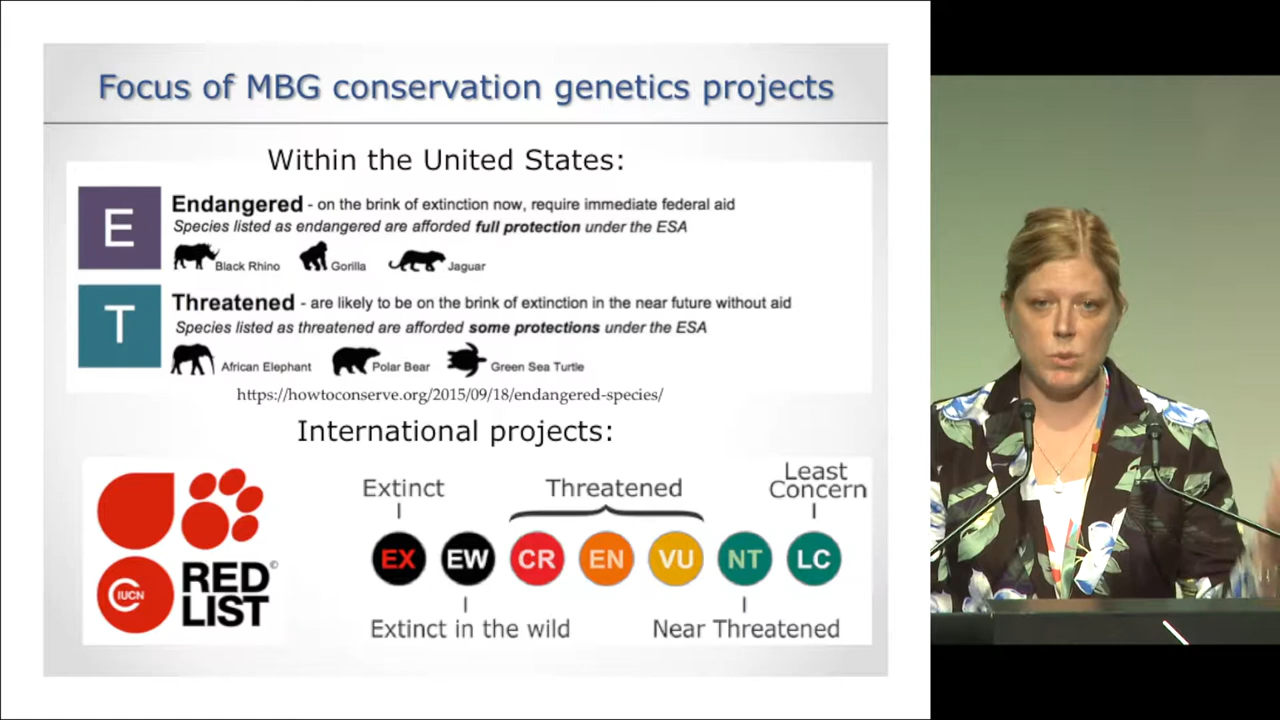 Focus of MBG conservation genetics projects
Within the United States:
E
Endangered - on the brink of extinction now, require immediate federal aid
Species listed as endangered are afforded full protection under the ESA
Black Rhino Gorilla Jaguar
T
Threatened - are likely to be on the brink of extinction in the near future without aid
Species listed as threatened are afforded some protections under the ESA
African Elephant Polar Bear Green Sea Turtle
https://howtoconserve.org/2015/09/18/endangered-species/
International projects:
IUCN
RED
LIST
©
Extinct
Threatened
Least
Concern
EX EW CR EN VU NT LC
Extinct in the wild
Near Threatened